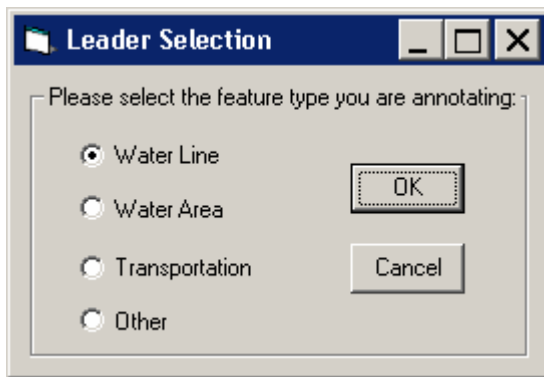 Leader Selection
Please select the feature type you are annotating:
Water Line
OK
Water Area
Transportation
Cancel
Other